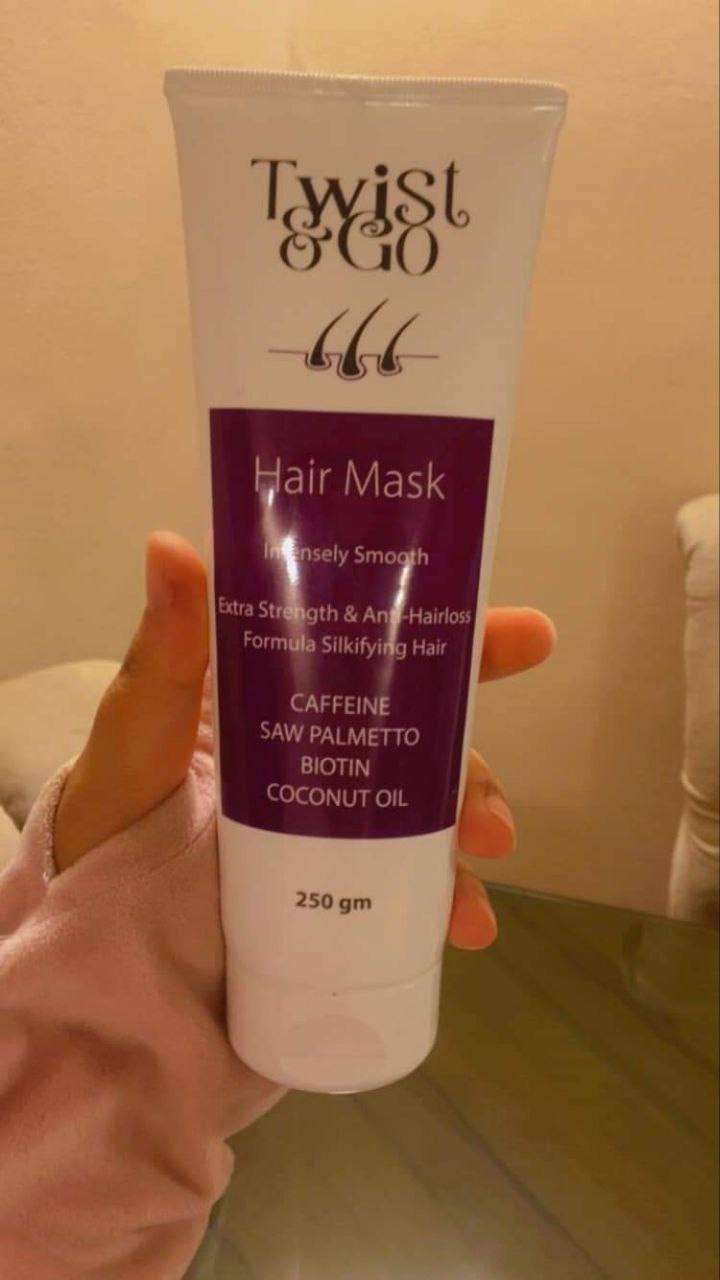 Twist
& Go
Hair Mask
Intensely Smooth
Extra Strength & Anti-Hairloss
Formula Silkifying Hair
CAFFEINE
SAW PALMETTO
BIOTIN
COCONUT OIL
250 gm